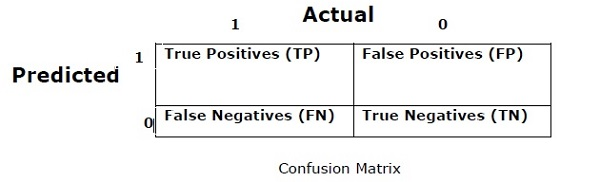 Actual
1 0
1 True Positives (TP) False Positives (FP)
Predicted
0 False Negatives (FN) True Negatives (TN)
Confusion Matrix